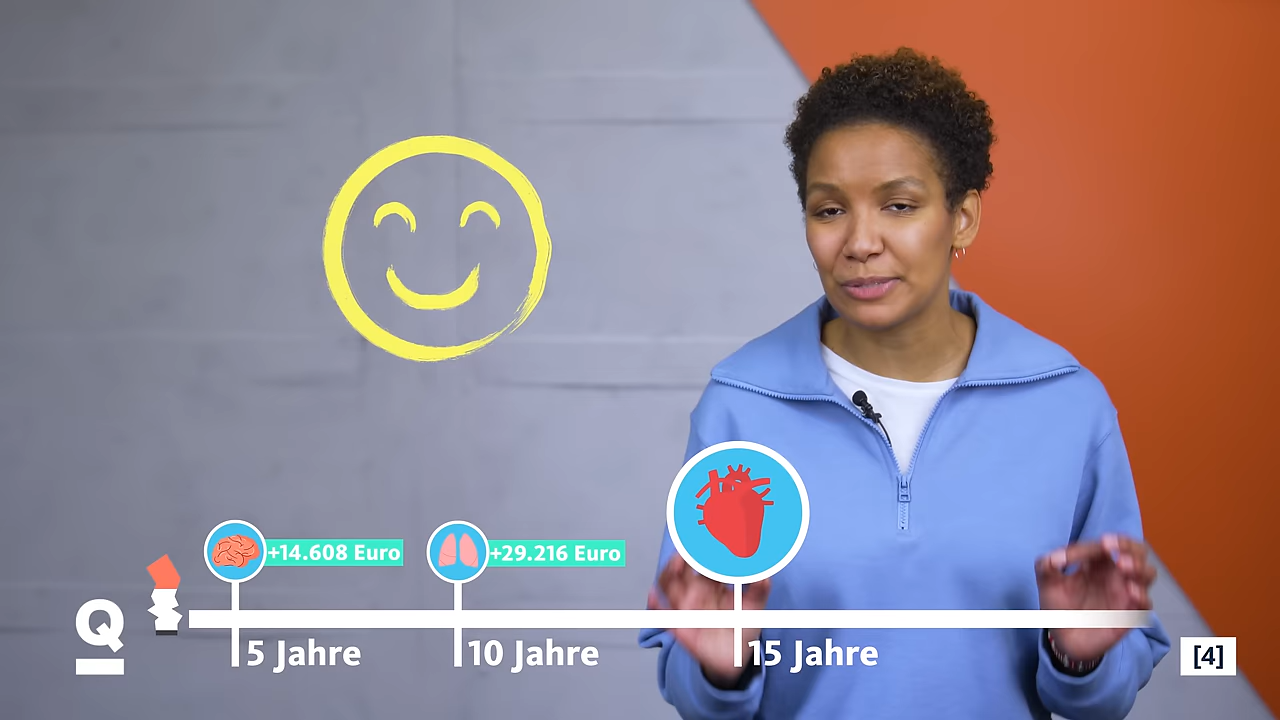 +14.608 Euro
+29.216 Euro
Q
5 Jahre
10 Jahre
15 Jahre
[4]